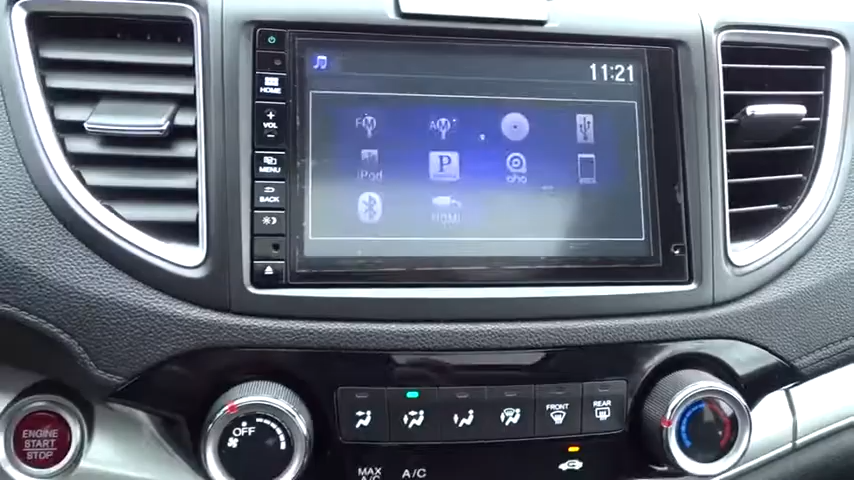 11:21
HOME
+
VOL
−
MENU
BACK
FM
AM
iPod
P
aha
HDMI
ENGINE
START
STOP
OFF
FRONT
REAR
MAX
A/C
A/C